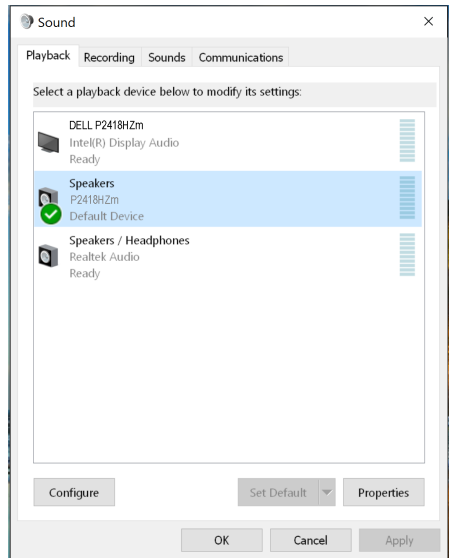 Sound
Playback Recording Sounds Communications
Select a playback device below to modify its settings:
DELL P2418HZm
Intel(R) Display Audio
Ready
Speakers
P2418HZm
Default Device
Speakers / Headphones
Realtek Audio
Ready
Configure Set Default Properties
OK Cancel Apply